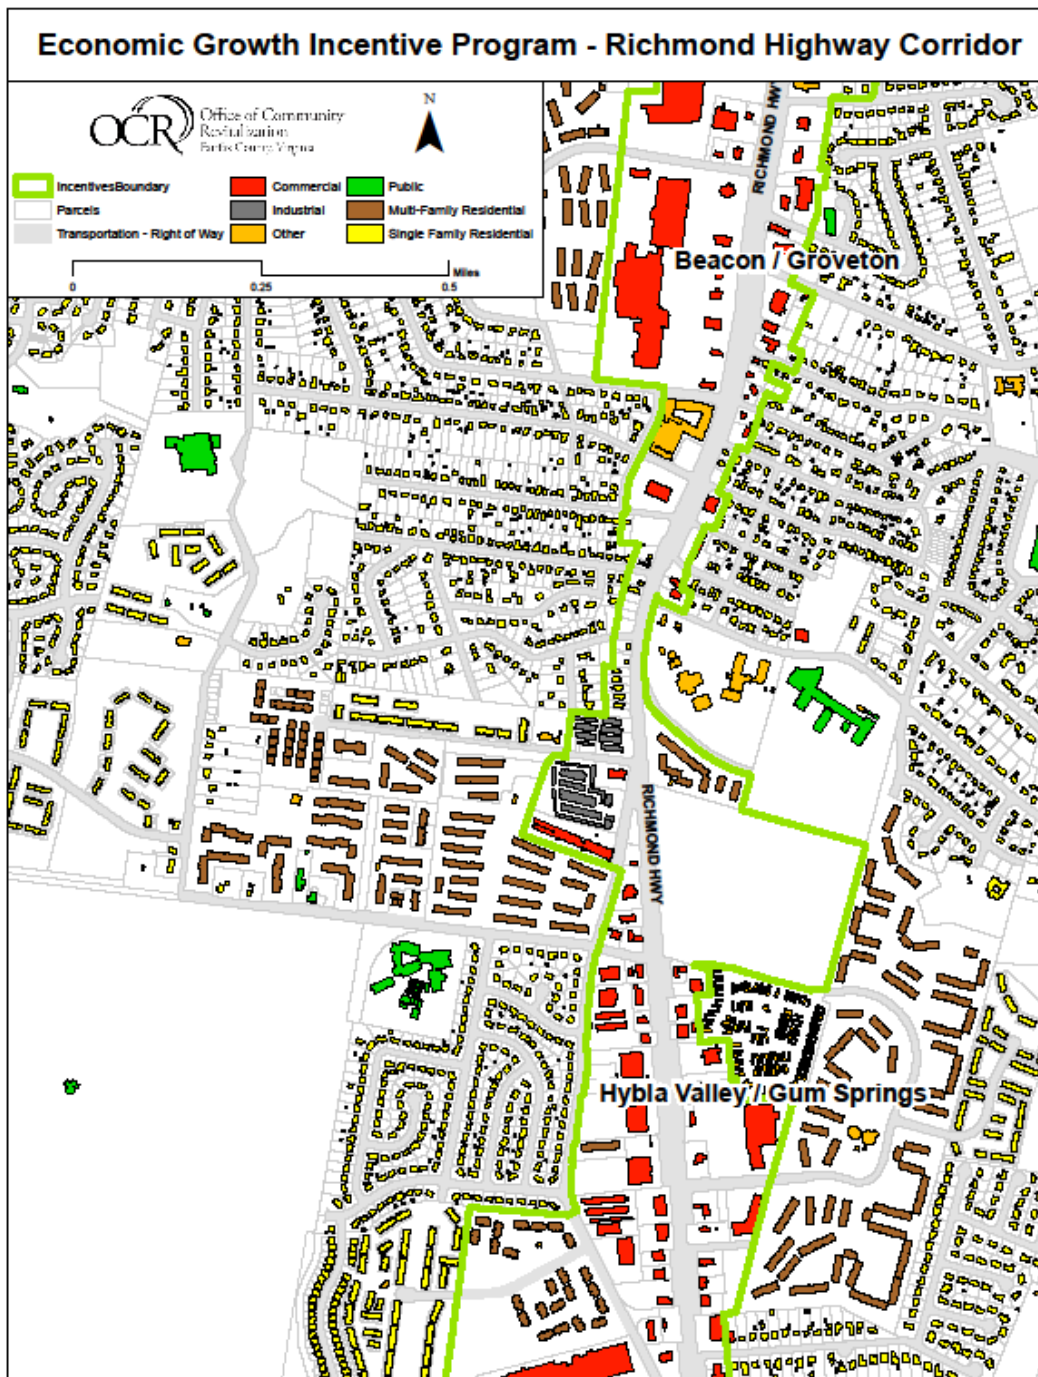 Economic Growth Incentive Program - Richmond Highway Corridor
OCR
Office of Community
Revitalization
Fairfax County, Virginia
N
IncentivesBoundary
Commercial
Public
Parcels
Industrial
Multi-Family Residential
Transportation - Right of Way
Other
Single Family Residential
Miles
0
0.25
0.5
RICHMOND HWY
Beacon / Groveton
RICHMOND HWY
Hybla Valley / Gum Springs